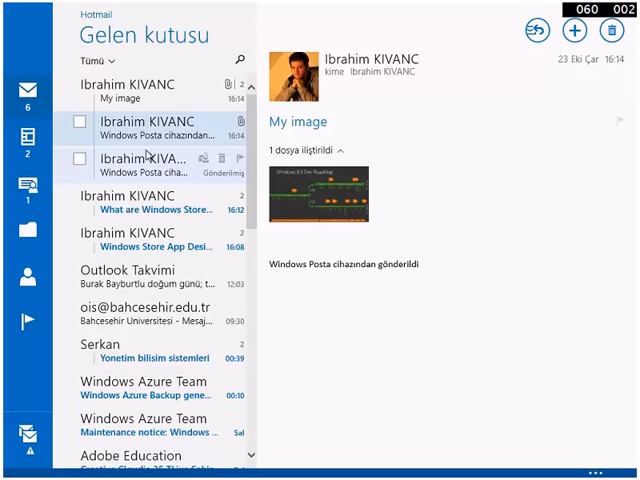 060 002
Hotmail
Gelen kutusu
Tümü
6
2
1
Ibrahim KIVANC 2
My image 16:14
Ibrahim KIVANC
Windows Posta cihazından... 16:14
Ibrahim KIVA...
Windows Posta ciha... Gönderilmiş
Ibrahim KIVANC 2
What are Windows Store... 16:12
Ibrahim KIVANC 2
Windows Store App Desi... 16:08
Outlook Takvimi
Burak Bayburtlu doğum günü; t... 12:03
ois@bahcesehir.edu.tr
Bahcesehir Universitesi - Mesaj... 09:30
Serkan 2
Yonetim bilisim sistemleri 00:39
Windows Azure Team
Windows Azure Backup gene... 00:10
Windows Azure Team
Maintenance notice: Windows ... Sal
Adobe Education
Ibrahim KIVANC
kime Ibrahim KIVANC
23 Eki Çar 16:14
My image
1 dosya iliştirildi
Windows 8.1 Dev Roadmap
Windows Posta cihazından gönderildi